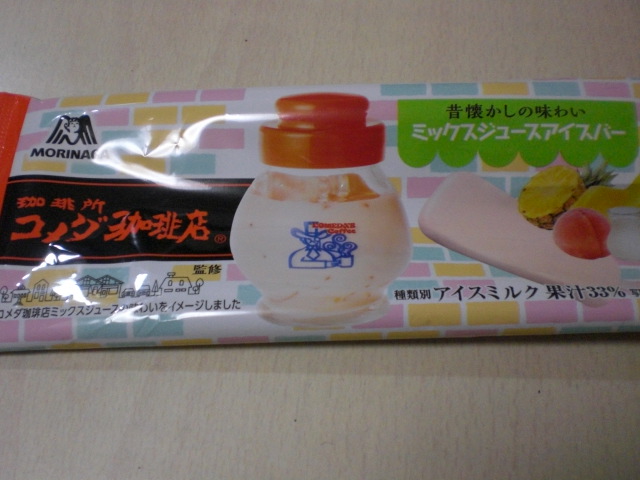 MORINAGA
珈琲所
コメダ珈琲店®
監修
コメダ珈琲店ミックスジュースの味わいをイメージしました
KOMEDA'S
Coffee
昔懐かしの味わい
ミックスジュースアイスバー
種類別 アイスミルク 果汁33%